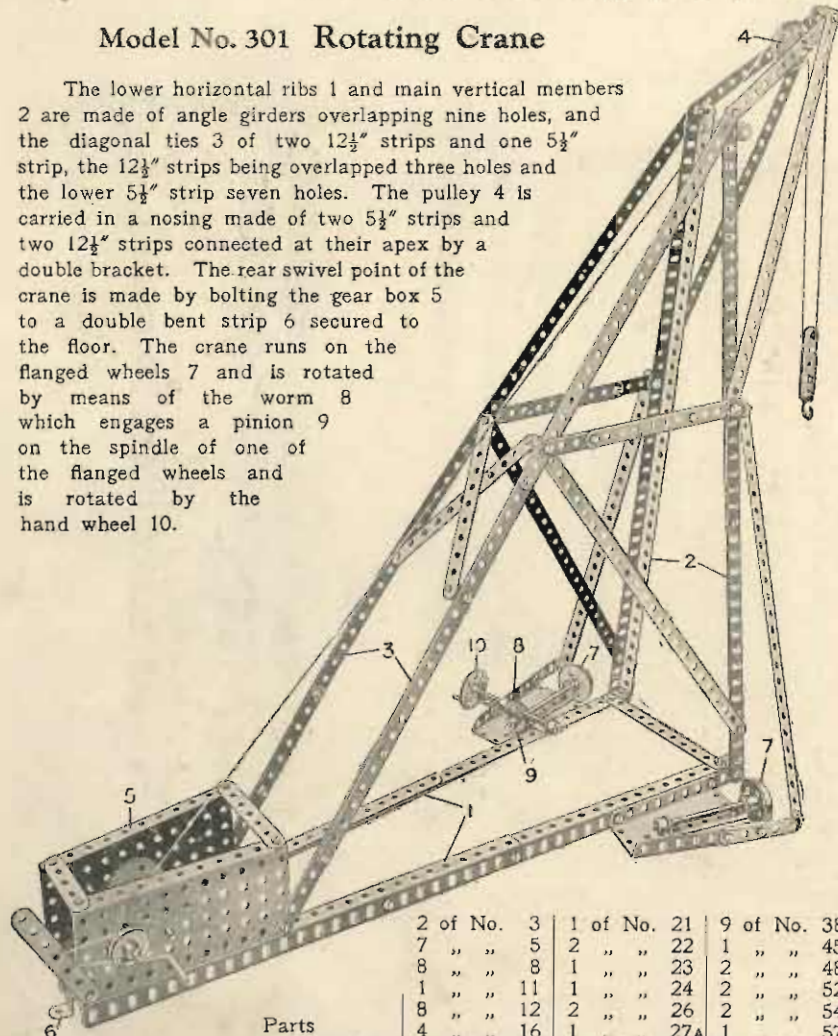 Model No. 301 Rotating Crane
The lower horizontal ribs 1 and main vertical members
2 are made of angle girders overlapping nine holes, and
the diagonal ties 3 of two 12½″ strips and one 5½″
strip, the 12½″ strips being overlapped three holes and
the lower 5½″ strip seven holes. The pulley 4 is
carried in a nosing made of two 5½″ strips and
two 12½″ strips connected at their apex by a
double bracket. The rear swivel point of the
crane is made by bolting the gear box 5
to a double bent strip 6 secured to
the floor. The crane runs on the
flanged wheels 7 and is rotated
by means of the worm 8
which engages a pinion 9
on the spindle of one of
the flanged wheels and
is rotated by the
hand wheel 10.
4
2
3
10
8
7
9
7
5
1
6
Parts
2 of No. 3 | 1 of No. 21 | 9 of No. 38
7 „ „ 5 | 2 „ „ 22 | 1 „ „ 45
8 „ „ 8 | 1 „ „ 23 | 2 „ „ 48
1 „ „ 11 | 1 „ „ 24 | 2 „ „ 52
8 „ „ 12 | 2 „ „ 26 | 2 „ „ 54
4 „ „ 16 | 1 „ „ 27A | 1 „ „